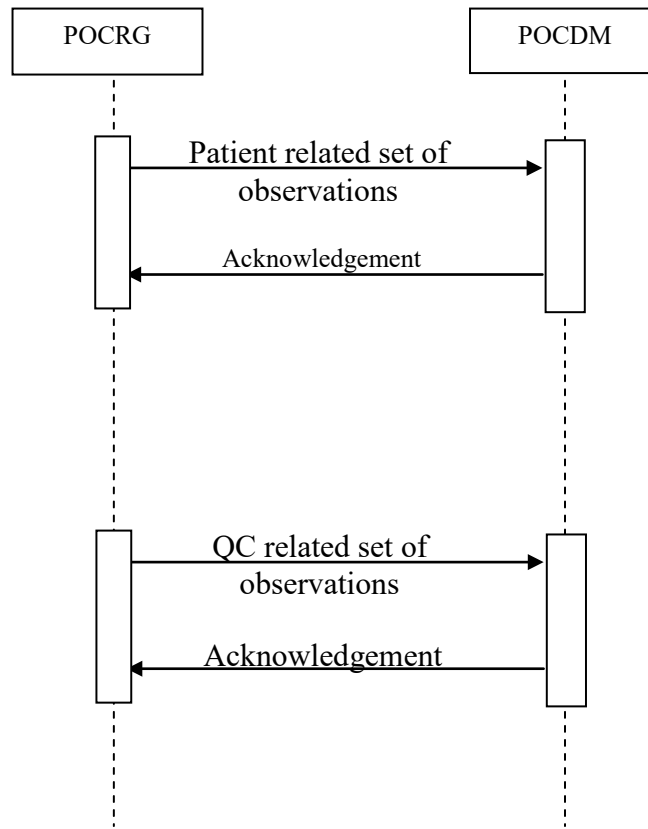 POCRG
POCDM
Patient related set of
observations
Acknowledgement
QC related set of
observations
Acknowledgement